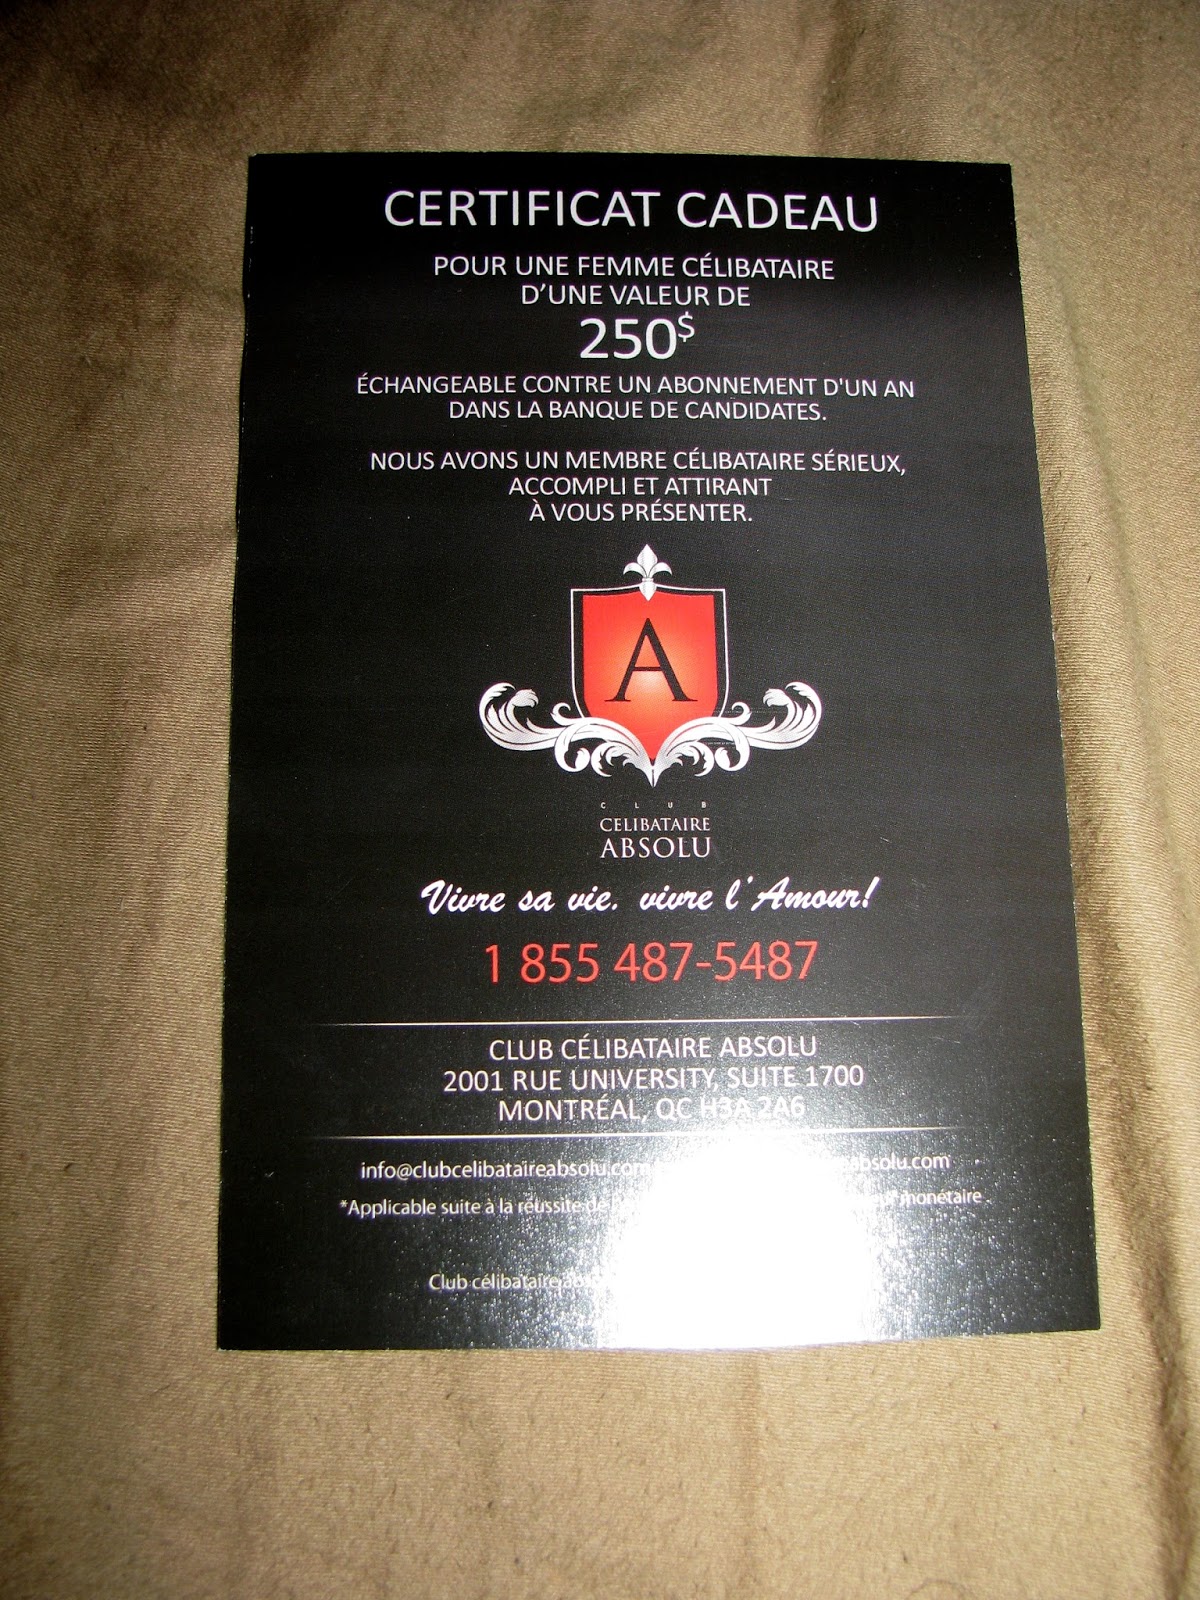 CERTIFICAT CADEAU
POUR UNE FEMME CÉLIBATAIRE
D'UNE VALEUR DE
250$
ÉCHANGEABLE CONTRE UN ABONNEMENT D'UN AN
DANS LA BANQUE DE CANDIDATES.
NOUS AVONS UN MEMBRE CÉLIBATAIRE SÉRIEUX,
ACCOMPLI ET ATTIRANT
À VOUS PRÉSENTER.
A
CLUB
CELIBATAIRE
ABSOLU
Vivre sa vie, vivre l'Amour!
1 855 487-5487
CLUB CÉLIBATAIRE ABSOLU
2001 RUE UNIVERSITY, SUITE 1700
MONTRÉAL, QC H3A 2A6
info@clubcelibataireabsolu.com
*Applicable suite à la réussite de monétaire
Club célibataire